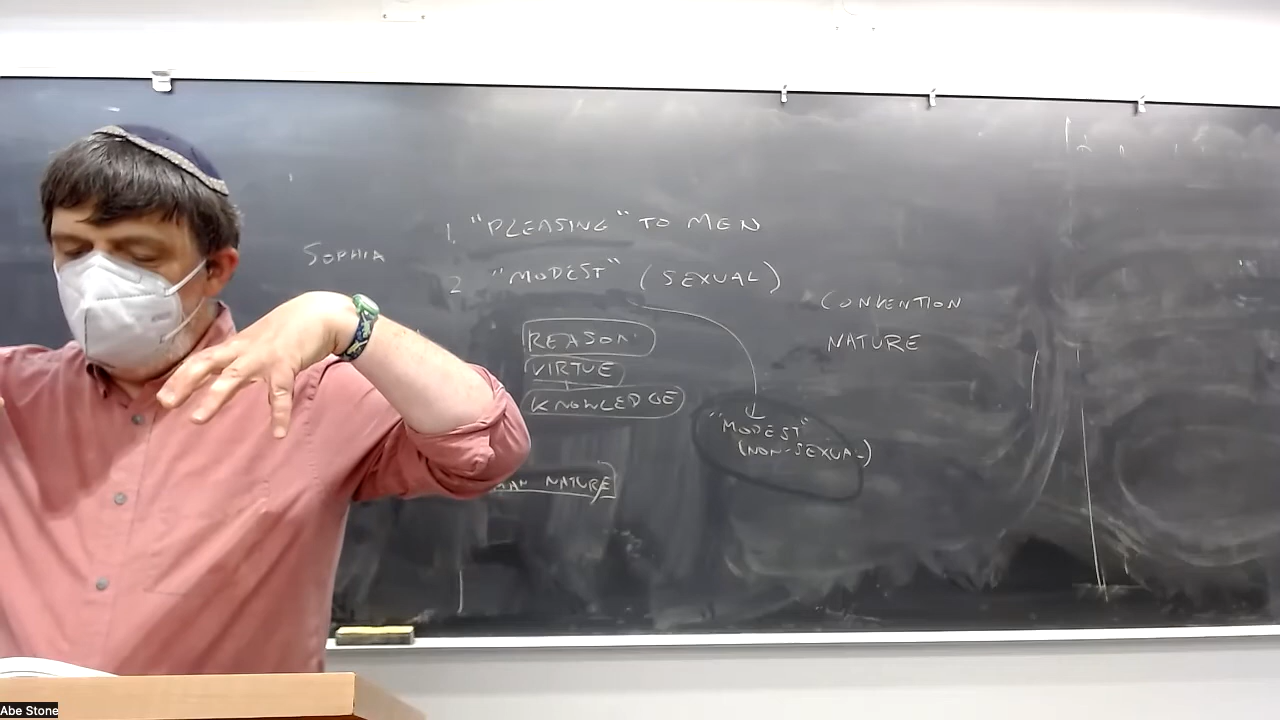 1. "PLEASING" TO MEN
SOPHIA
2 "MODEST" (SEXUAL)
CONVENTION
NATURE
REASON
VIRTUE
KNOWLEDGE
"MODEST"
(NON-SEXUAL)
MAN NATURE
Abe Stone